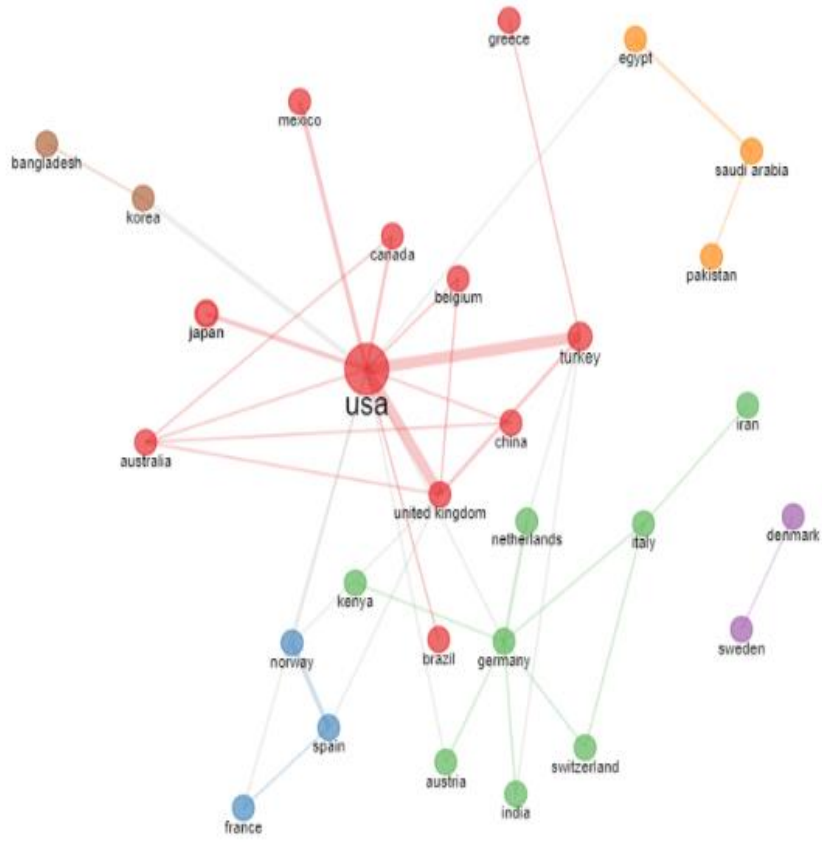 greece
egypt
mexico
bangladesh
saudi arabia
korea
canada
pakistan
belgium
japan
turkey
usa
iran
china
australia
united kingdom
denmark
netherlands
italy
kenya
sweden
norway
brazil
germany
spain
switzerland
austria
india
france